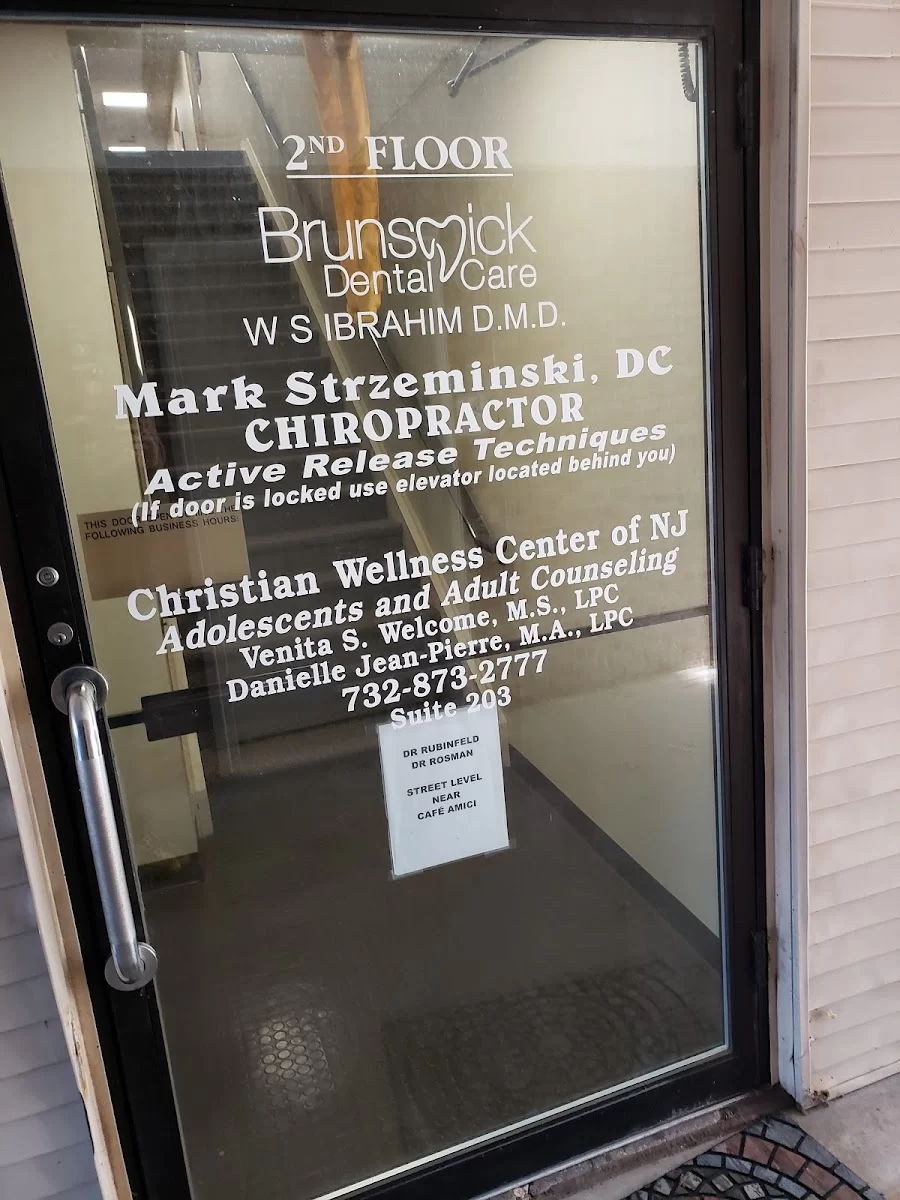 2ND FLOOR
Brunswick
Dental Care
W S IBRAHIM D.M.D.
Mark Strzeminski, DC
CHIROPRACTOR
Active Release Techniques
(If door is locked use elevator located behind you)
THIS DOOR
FOLLOWING BUSINESS HOURS:
Christian Wellness Center of NJ
Adolescents and Adult Counseling
Venita S. Welcome, M.S., LPC
Danielle Jean-Pierre, M.A., LPC
732-873-2777
Suite 203
DR RUBINFELD
DR ROSMAN
STREET LEVEL
NEAR
CAFÉ AMICI